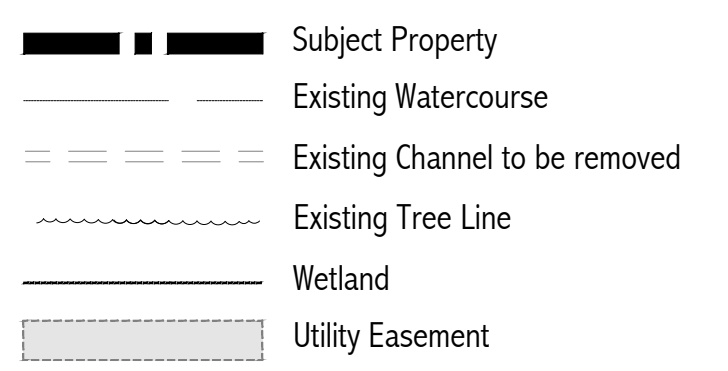 Subject Property
Existing Watercourse
Existing Channel to be removed
Existing Tree Line
Wetland
Utility Easement